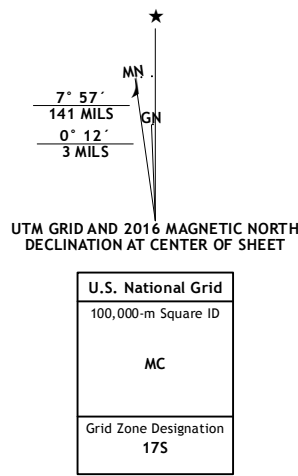 MN
7° 57´
GN
141 MILS
0° 12´
3 MILS
UTM GRID AND 2016 MAGNETIC NORTH
DECLINATION AT CENTER OF SHEET
U.S. National Grid
100,000-m Square ID
MC
Grid Zone Designation
17S